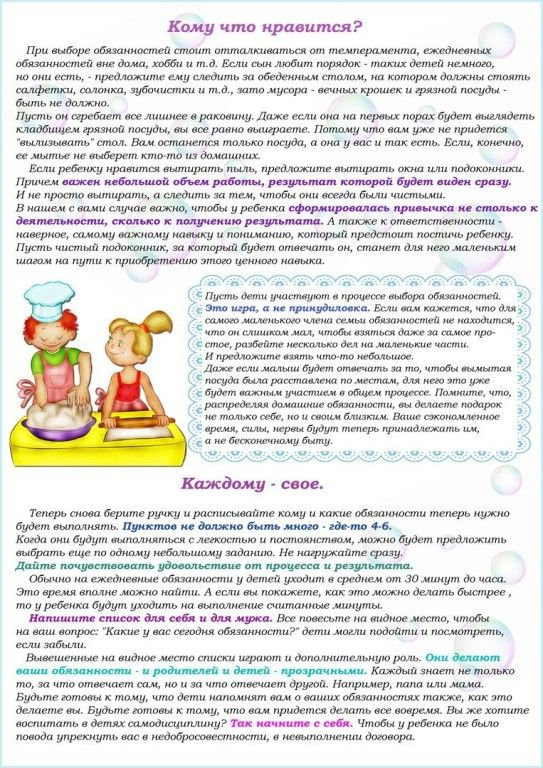 Кому что нравится?
При выборе обязанностей стоит отталкиваться от темперамента, ежедневных
обязанностей вне дома, хобби и т.д. Если сын любит порядок - таких детей немного,
но они есть, - предложите ему следить за обеденным столом, на котором должны стоять
салфетки, солонка, зубочистки и т.д., зато мусора - вечных крошек и грязной посуды -
быть не должно.
Пусть он сгребает все лишнее в раковину. Даже если она на первых порах будет выглядеть
кладбищем грязной посуды, вы все равно выиграете. Потому что вам уже не придется
"вылизывать" стол. Вам останется только посуда, а она у вас и так есть. Если, конечно,
ее мытье не выберет кто-то из домашних.
Если ребенку нравится вытирать пыль, предложите вытирать окна или подоконники.
Причем важен небольшой объем работы, результат которой будет виден сразу.
И не просто вытирать, а следить за тем, чтобы они всегда были чистыми.
В нашем с вами случае важно, чтобы у ребенка сформировалась привычка не столько к
деятельности, сколько к получению результата. А также к ответственности -
наверное, самому важному навыку и пониманию, который предстоит постичь ребенку.
Пусть чистый подоконник, за который будет отвечать он, станет для него маленьким
шагом на пути к приобретению этого ценного навыка.
Пусть дети участвуют в процессе выбора обязанностей.
Это игра, а не принудиловка. Если вам кажется, что для
самого маленького члена семьи обязанностей не находится,
что он слишком мал, чтобы взяться даже за самое про-
стое, разбейте несколько дел на маленькие части.
И предложите взять что-то небольшое.
Даже если малыш будет отвечать за то, чтобы вымытая
посуда была расставлена по местам, для него это уже
будет важным участием в общем процессе. Помните, что,
распределяя домашние обязанности, вы делаете подарок
не только себе, но и своим близким. Ваше сэкономленное
время, силы, нервы будут теперь принадлежать им,
а не бесконечному быту.
Каждому - свое.
Теперь снова берите ручку и расписывайте кому и какие обязанности теперь нужно
будет выполнять. Пунктов не должно быть много - где-то 4-6.
Когда они будут выполняться с легкостью и постоянством, можно будет предложить
выбрать еще по одному небольшому заданию. Не нагружайте сразу.
Дайте почувствовать удовольствие от процесса и результата.
Обычно на ежедневные обязанности у детей уходит в среднем от 30 минут до часа.
Это время вполне можно найти. А если вы покажете, как это можно делать быстрее ,
то у ребенка будут уходить на выполнение считанные минуты.
Напишите список для себя и для мужа. Все повесьте на видное место, чтобы
на ваш вопрос: "Какие у вас сегодня обязанности?" дети могли подойти и посмотреть,
если забыли.
Вывешенные на видное место списки играют и дополнительную роль. Они делают
ваши обязанности - и родителей и детей - прозрачными. Каждый знает не только
то, за что отвечает сам, но и за что отвечает другой. Например, папа или мама.
Будьте готовы к тому, что дети напомнят вам о ваших обязанностях также, как это
делаете вы. Будьте готовы к тому, что вам придется делать все вовремя. Вы же хотите
воспитать в детях самодисциплину? Так начните с себя. Чтобы у ребенка не было
повода упрекнуть вас в недобросовестности, в невыполнении договора.